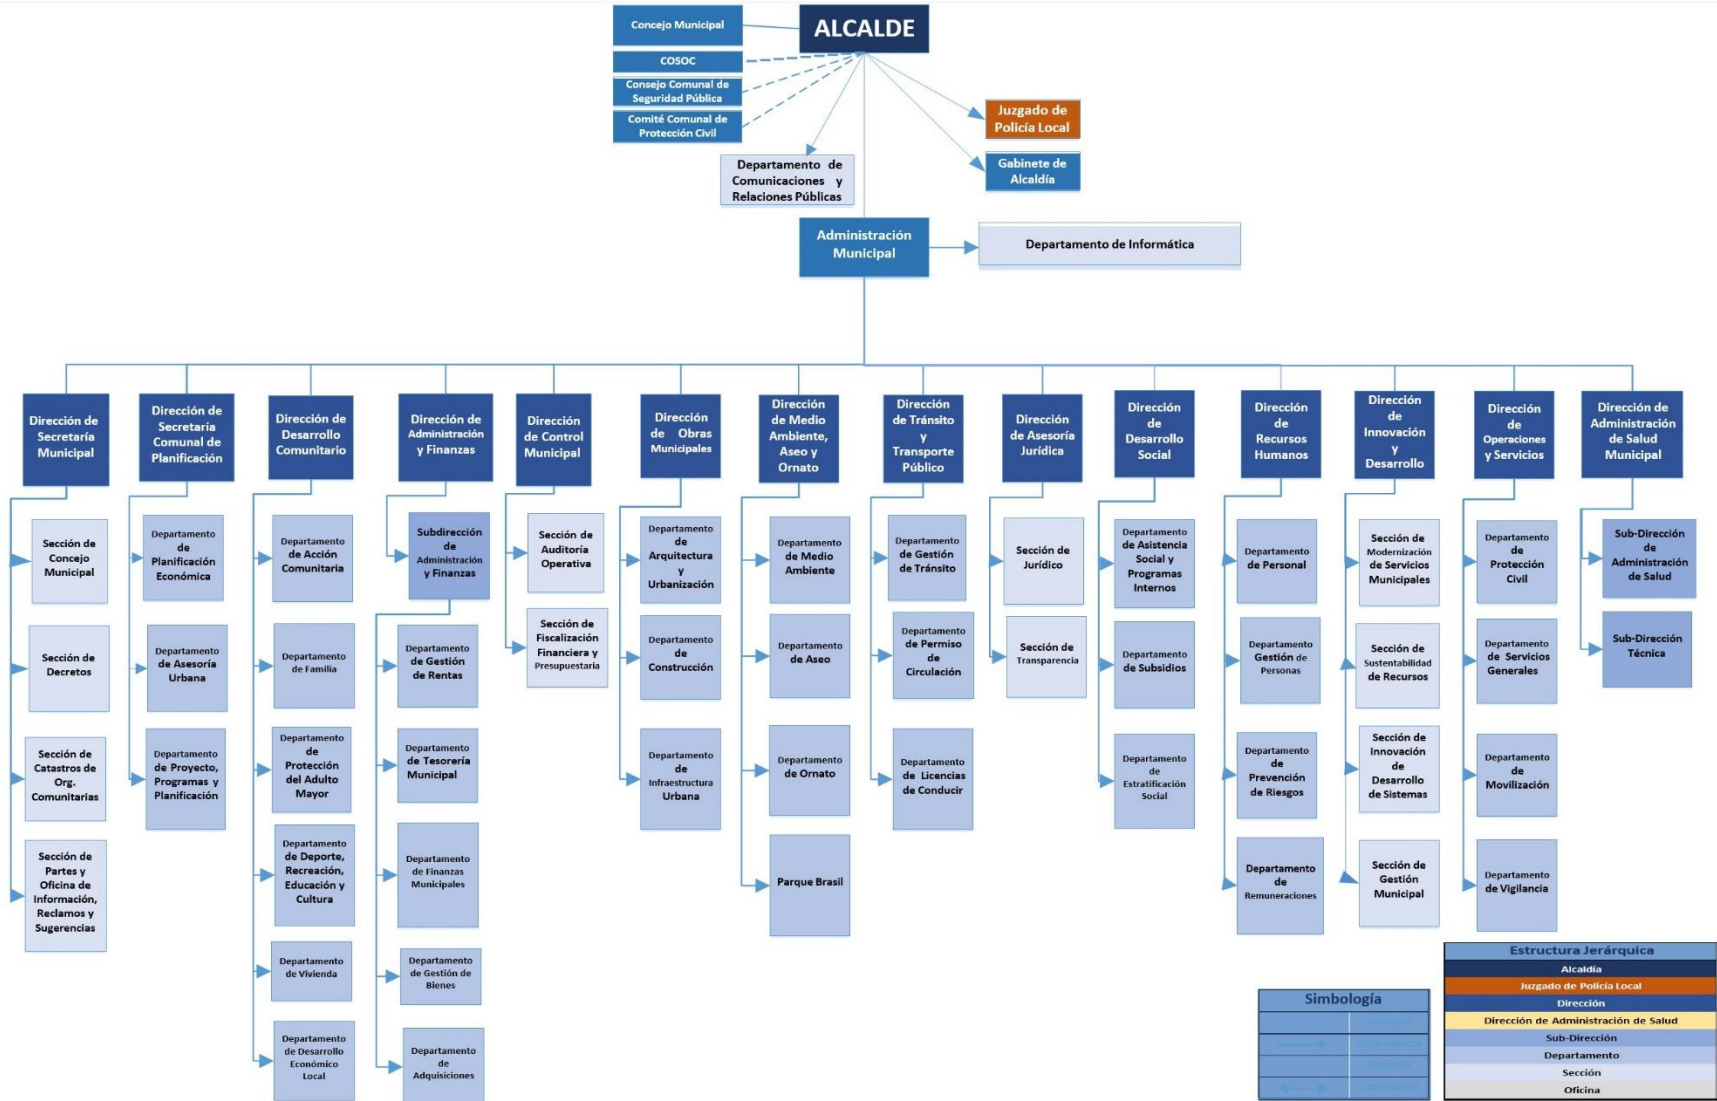 Concejo Municipal
ALCALDE
COSOC
Consejo Comunal de
Seguridad Pública
Comité Comunal de
Protección Civil
Juzgado de
Policía Local
Departamento de
Comunicaciones y
Relaciones Públicas
Gabinete de
Alcaldía
Administración
Municipal
Departamento de Informática
Dirección de
Secretaría
Municipal
Dirección de
Secretaría
Comunal de
Planificación
Dirección de
Desarrollo
Comunitario
Dirección de
Administración
y Finanzas
Dirección
de Control
Municipal
Dirección
de Obras
Municipales
Dirección
de Medio
Ambiente,
Aseo y
Ornato
Dirección
de Tránsito
y
Transporte
Público
Dirección
de Asesoría
Jurídica
Dirección
de
Desarrollo
Social
Dirección
de
Recursos
Humanos
Dirección
de
Innovación
y
Desarrollo
Dirección
de
Operaciones
y Servicios
Dirección de
Administración
de Salud
Municipal
Sección de
Concejo
Municipal
Sección de
Decretos
Sección de
Catastros de
Org.
Comunitarias
Sección de
Partes y
Oficina de
Información,
Reclamos y
Sugerencias
Departamento
de
Planificación
Económica
Departamento
de Asesoría
Urbana
Departamento
de Proyecto,
Programas y
Planificación
Departamento
de Acción
Comunitaria
Departamento
de Familia
Departamento
de
Protección
del Adulto
Mayor
Departamento
de Deporte,
Recreación,
Educación y
Cultura
Departamento
de Vivienda
Departamento
de Desarrollo
Económico
Local
Subdirección
de
Administración
y Finanzas
Departamento
de Gestión
de Rentas
Departamento
de Tesorería
Municipal
Departamento
de Finanzas
Municipales
Departamento
de Gestión de
Bienes
Departamento
de
Adquisiciones
Sección de
Auditoría
Operativa
Sección de
Fiscalización
Financiera y
Presupuestaria
Departamento
de
Arquitectura
y
Urbanización
Departamento
de
Construcción
Departamento
de
Infraestructura
Urbana
Departamento
de Medio
Ambiente
Departamento
de Aseo
Departamento
de Ornato
Parque Brasil
Departamento
de Gestión
de Tránsito
Departamento
de Permiso
de
Circulación
Departamento
de Licencias
de Conducir
Sección de
Jurídico
Sección de
Transparencia
Departamento
de Asistencia
Social y
Programas
Internos
Departamento
de Subsidios
Departamento
de
Estratificación
Social
Departamento
de Personal
Departamento
Gestión de
Personas
Departamento
de
Prevención
de Riesgos
Departamento
de
Remuneraciones
Sección de
Modernización
de Servicios
Municipales
Sección de
Sustentabilidad
de Recursos
Sección de
Innovación
de
Desarrollo
de Sistemas
Sección de
Gestión
Municipal
Departamento
de
Protección
Civil
Departamento
de Servicios
Generales
Departamento
de
Movilización
Departamento
de Vigilancia
Sub-Dirección
de
Administración
de Salud
Sub-Dirección
Técnica
Simbología
Estructura Jerárquica
Alcaldía
Juzgado de Policía Local
Dirección
Dirección de Administración de Salud
Sub-Dirección
Departamento
Sección
Oficina